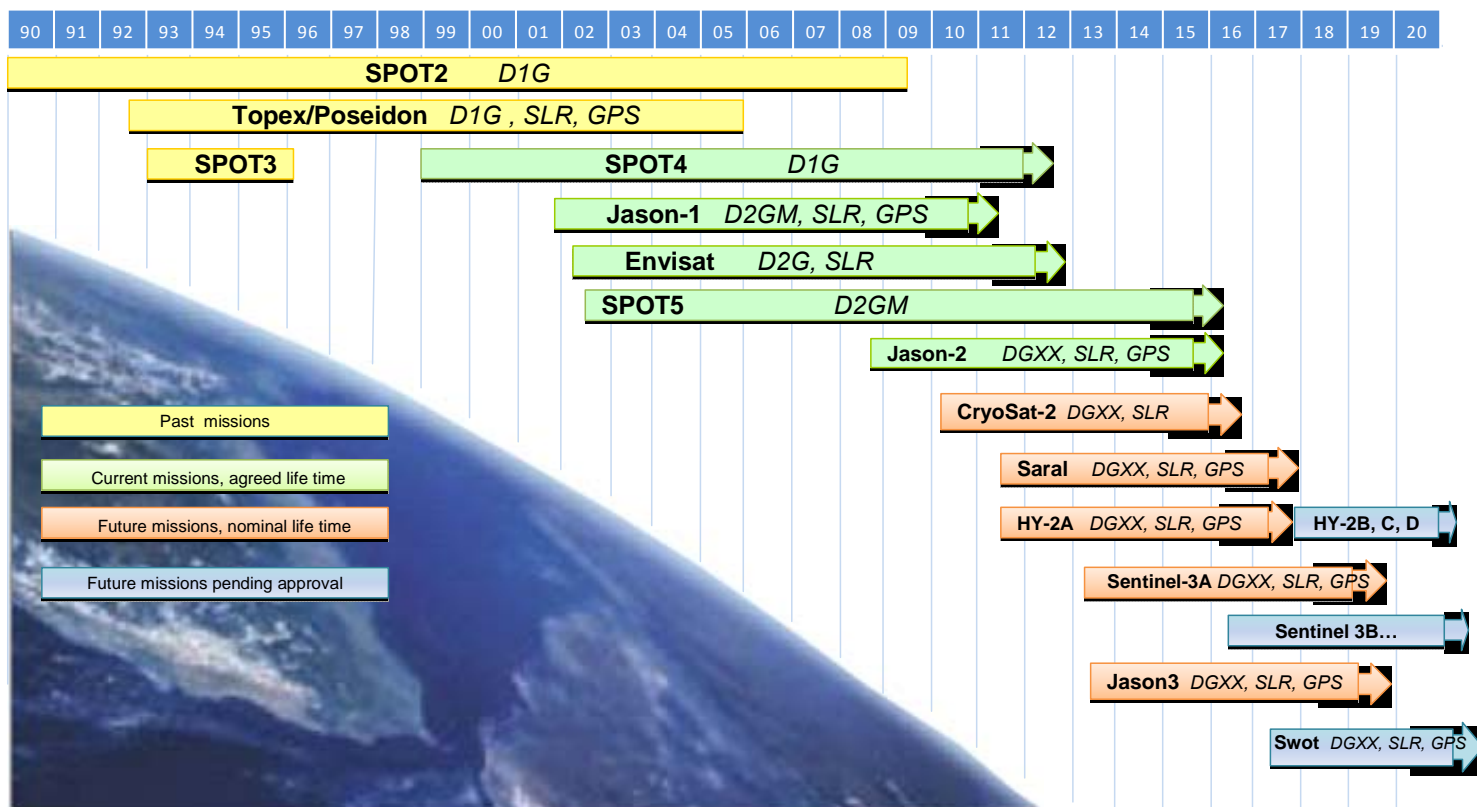 90 91 92 93 94 95 96 97 98 99 00 01 02 03 04 05 06 07 08 09 10 11 12 13 14 15 16 17 18 19 20
SPOT2 D1G
Topex/Poseidon D1G , SLR, GPS
SPOT3
SPOT4 D1G
Jason-1 D2GM, SLR, GPS
Envisat D2G, SLR
SPOT5 D2GM
Jason-2 DGXX, SLR, GPS
CryoSat-2 DGXX, SLR
Past missions
Saral DGXX, SLR, GPS
Current missions, agreed life time
HY-2A DGXX, SLR, GPS
HY-2B, C, D
Future missions, nominal life time
Sentinel-3A DGXX, SLR, GPS
Future missions pending approval
Sentinel 3B…
Jason3 DGXX, SLR, GPS
Swot DGXX, SLR, GPS